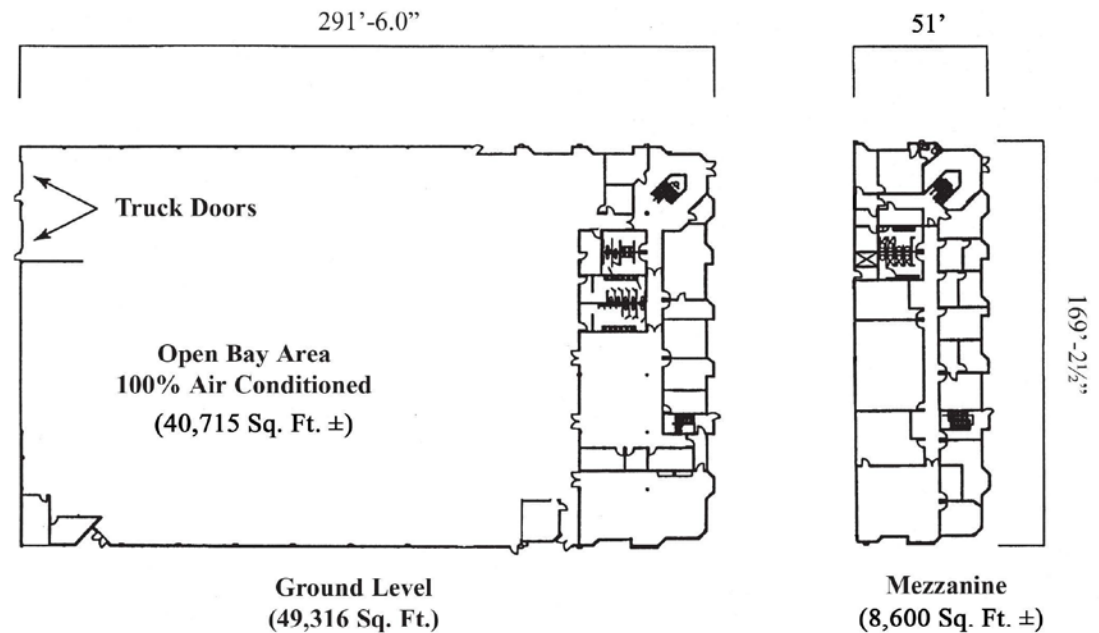 291’-6.0”
51’
Truck Doors
Open Bay Area
100% Air Conditioned
(40,715 Sq. Ft. ±)
169’-2½”
Ground Level
(49,316 Sq. Ft.)
Mezzanine
(8,600 Sq. Ft. ±)